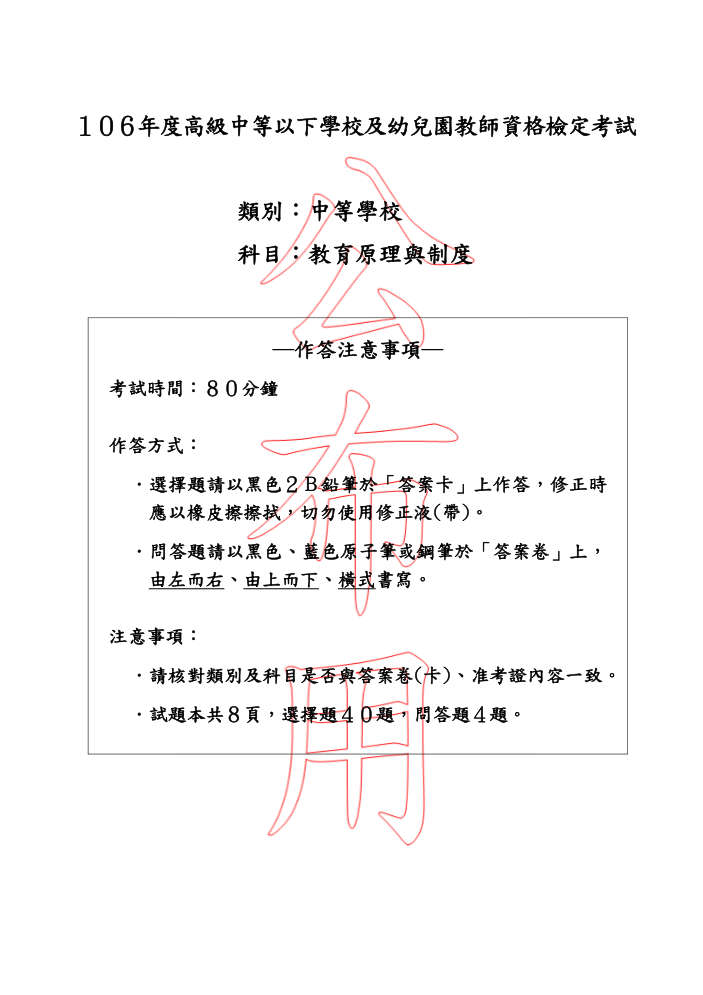 106年度高級中等以下學校及幼兒園教師資格檢定考試
類別：中等學校
科目：教育原理與制度
—作答注意事項—
考試時間：80分鐘
作答方式：
·選擇題請以黑色2B鉛筆於「答案卡」上作答，修正時
應以橡皮擦擦拭，切勿使用修正液(帶)。
·問答題請以黑色、藍色原子筆或鋼筆於「答案卷」上，
由左而右、由上而下、橫式書寫。
注意事項：
·請核對類別及科目是否與答案卷(卡)、准考證內容一致。
·試題本共8頁，選擇題40題，問答題4題。
公布用